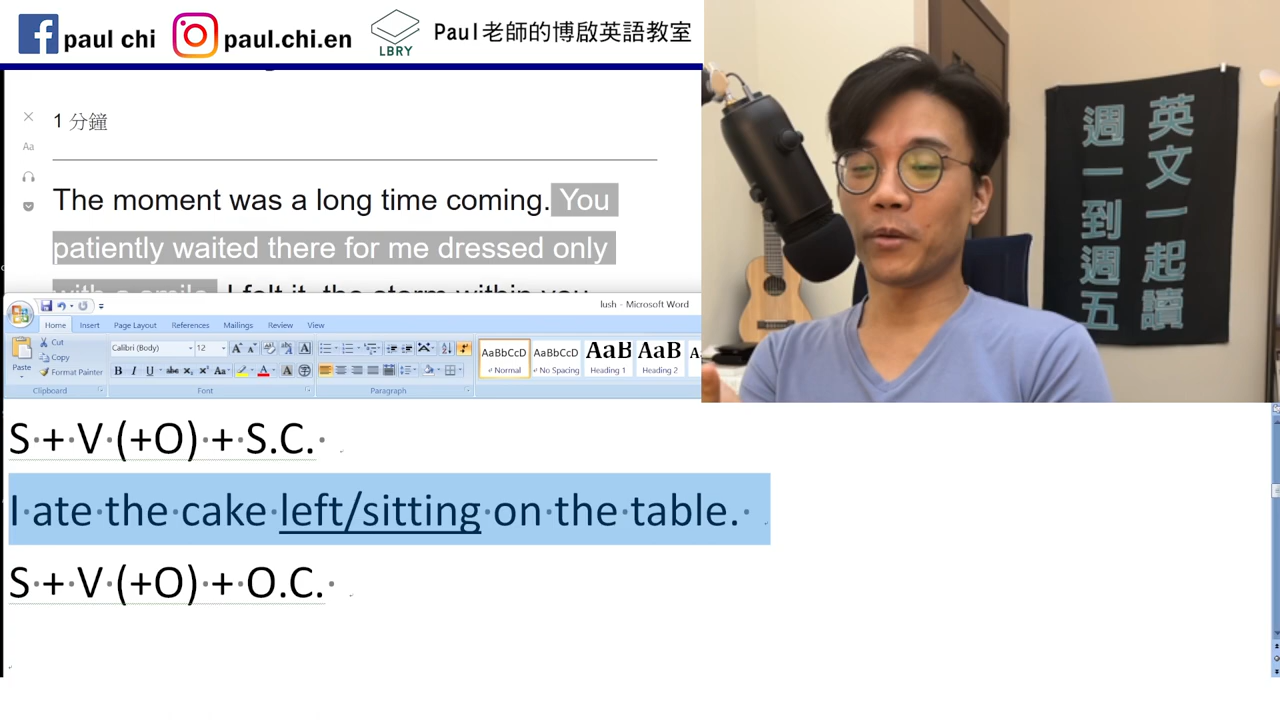 paul chi
paul.chi.en
LBRY
Paul老師的博啟英語教室
1 分鐘
Aa
The moment was a long time coming. You
patiently waited there for me dressed only
with a smile. I felt it, the storm within you
lush - Microsoft Word
Home Insert Page Layout References Mailings Review View
Paste
Cut
Copy
Format Painter
Clipboard
Calibri (Body) 12
Font
Paragraph
AaBbCcD AaBbCcD AaB AaB
Normal No Spacing Heading 1 Heading 2
S + V (+O) + S.C.
I ate the cake left/sitting on the table.
S + V (+O) + O.C.
英文一起讀
週一到週五